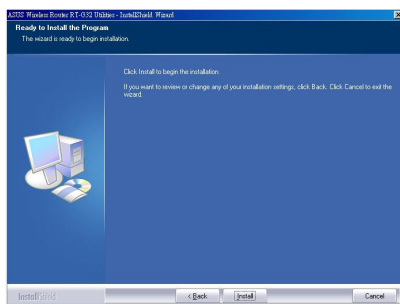 ASUS Wireless Router RT-G32 Utilities - InstallShield Wizard
Ready to Install the Program
The wizard is ready to begin installation.
Click Install to begin the installation.
If you want to review or change any of your installation settings, click Back. Click Cancel to exit the
wizard.
InstallShield
< Back
Install
Cancel